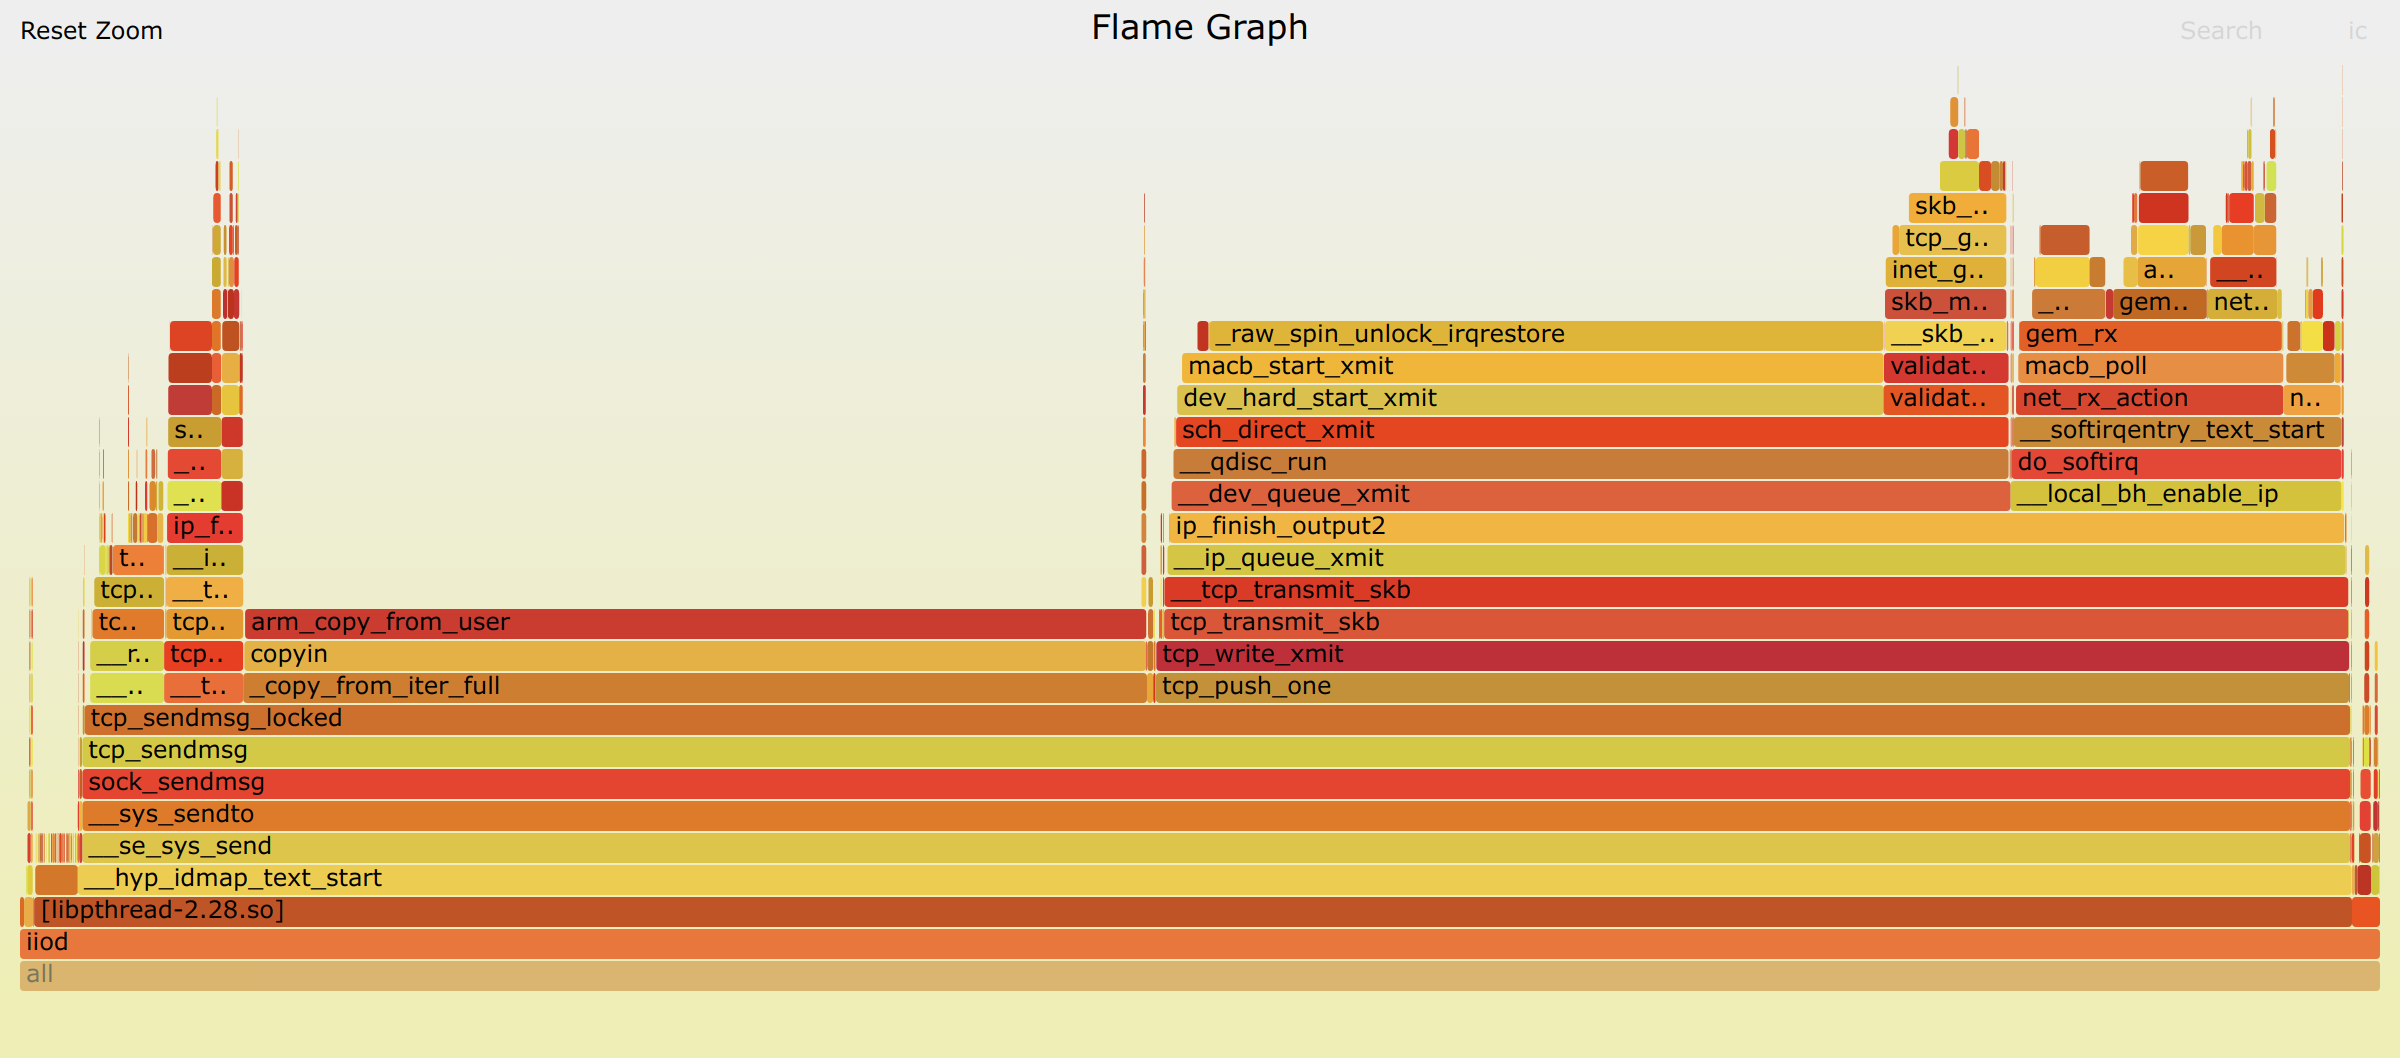 Reset Zoom Flame Graph Search ic
skb_..
tcp_g..
inet_g.. a.. __..
skb_m.. _.. gem.. net..
_raw_spin_unlock_irqrestore __skb_.. gem_rx
macb_start_xmit validat.. macb_poll
dev_hard_start_xmit validat.. net_rx_action n..
s.. sch_direct_xmit __softirqentry_text_start
_.. __qdisc_run do_softirq
_.. __dev_queue_xmit __local_bh_enable_ip
ip_f.. ip_finish_output2
t.. __i.. __ip_queue_xmit
tcp.. __t.. __tcp_transmit_skb
tc.. tcp.. arm_copy_from_user tcp_transmit_skb
__r.. tcp.. copyin tcp_write_xmit
__.. __t.. _copy_from_iter_full tcp_push_one
tcp_sendmsg_locked
tcp_sendmsg
sock_sendmsg
__sys_sendto
__se_sys_send
__hyp_idmap_text_start
[libpthread-2.28.so]
iiod
all